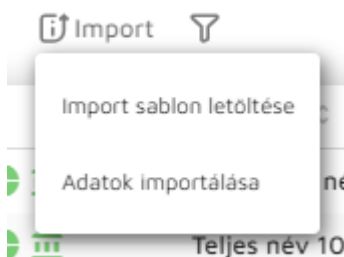 Import
Import sablon letöltése
Adatok importálása
Teljes név 10